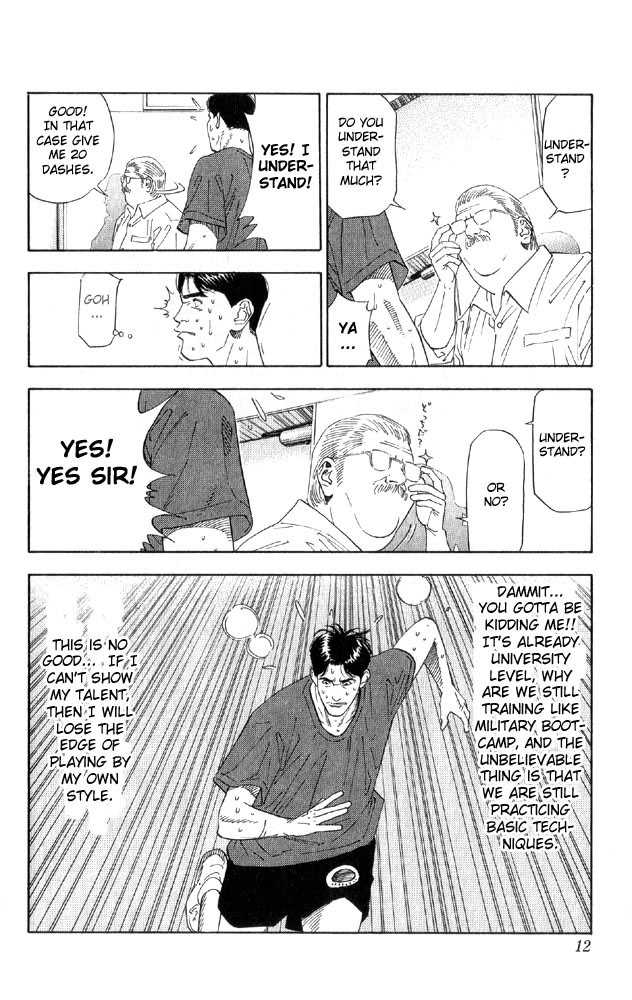 UNDER-
STAND
?
DO YOU
UNDER-
STAND
THAT
MUCH?
YA
...
YES! I
UNDER-
STAND!
GOOD!
IN THAT
CASE GIVE
ME 20
DASHES.
GOH
...
UNDER-
STAND?
OR
NO?
YES!
YES SIR!
DAMMIT...
YOU GOTTA BE
KIDDING ME!!
IT'S ALREADY
UNIVERSITY
LEVEL, WHY
ARE WE STILL
TRAINING LIKE
MILITARY BOOT-
CAMP, AND THE
UNBELIEVABLE
THING IS THAT
WE ARE STILL
PRACTICING
BASIC TECH-
NIQUES.
THIS IS NO
GOOD... IF I
CAN'T SHOW
MY TALENT,
THEN I WILL
LOSE THE
EDGE OF
PLAYING BY
MY OWN
STYLE.
12